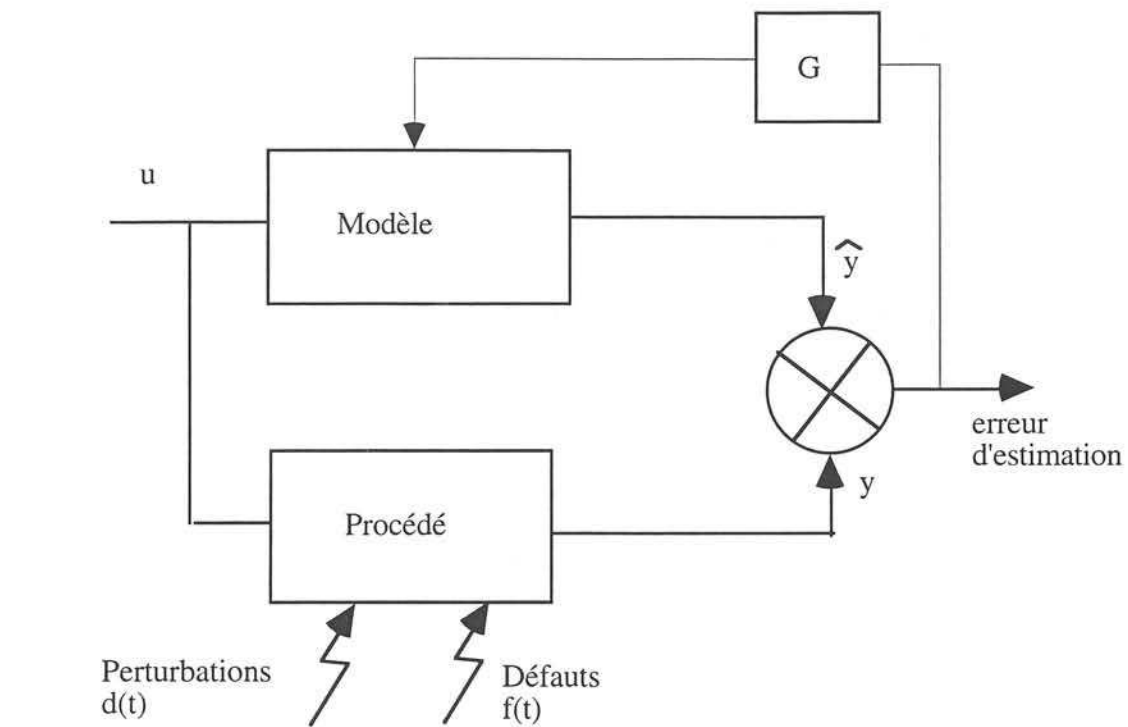 G
u
Modèle
ŷ
erreur
d'estimation
y
Procédé
Perturbations
d(t)
Défauts
f(t)